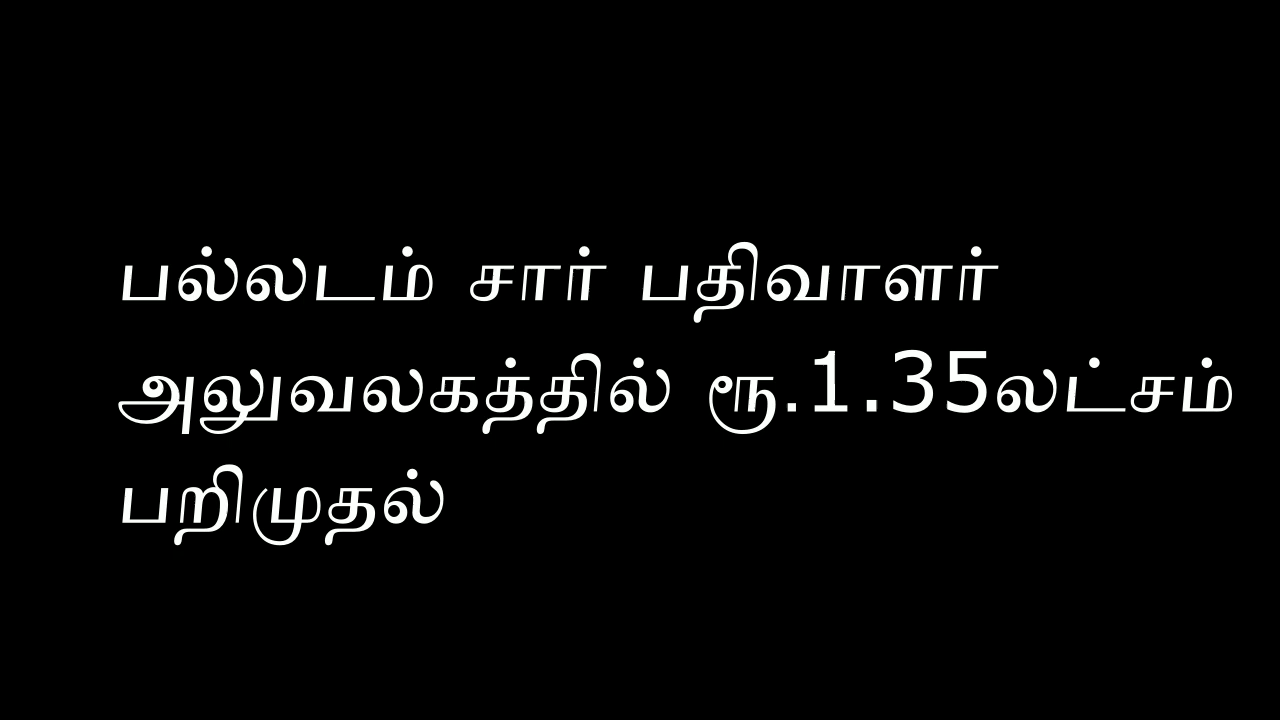 பல்லடம் சார் பதிவாளர்
அலுவலகத்தில் ரூ.1.35லட்சம்
பறிமுதல்